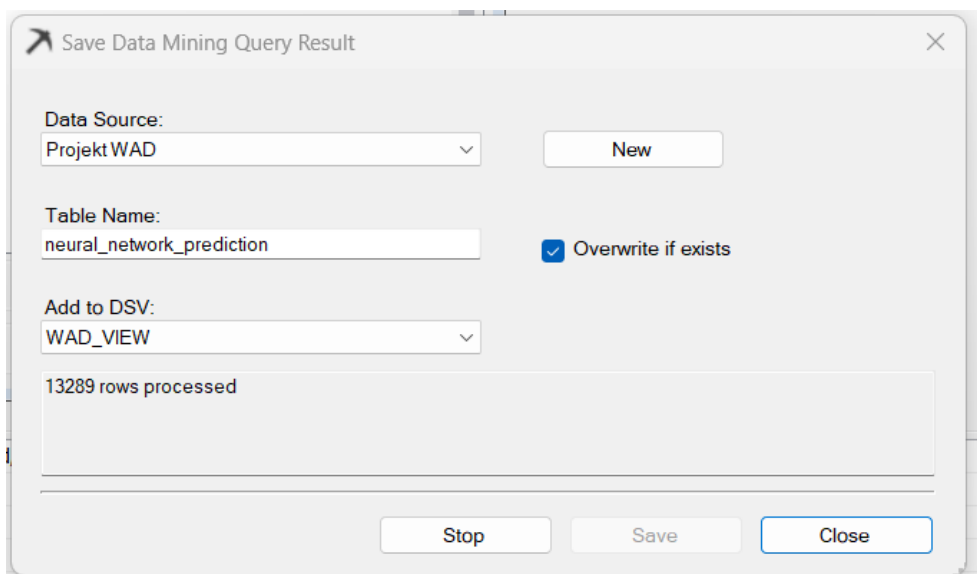 Save Data Mining Query Result
Data Source:
Projekt WAD
New
Table Name:
neural_network_prediction
Overwrite if exists
Add to DSV:
WAD_VIEW
13289 rows processed
Stop
Save
Close